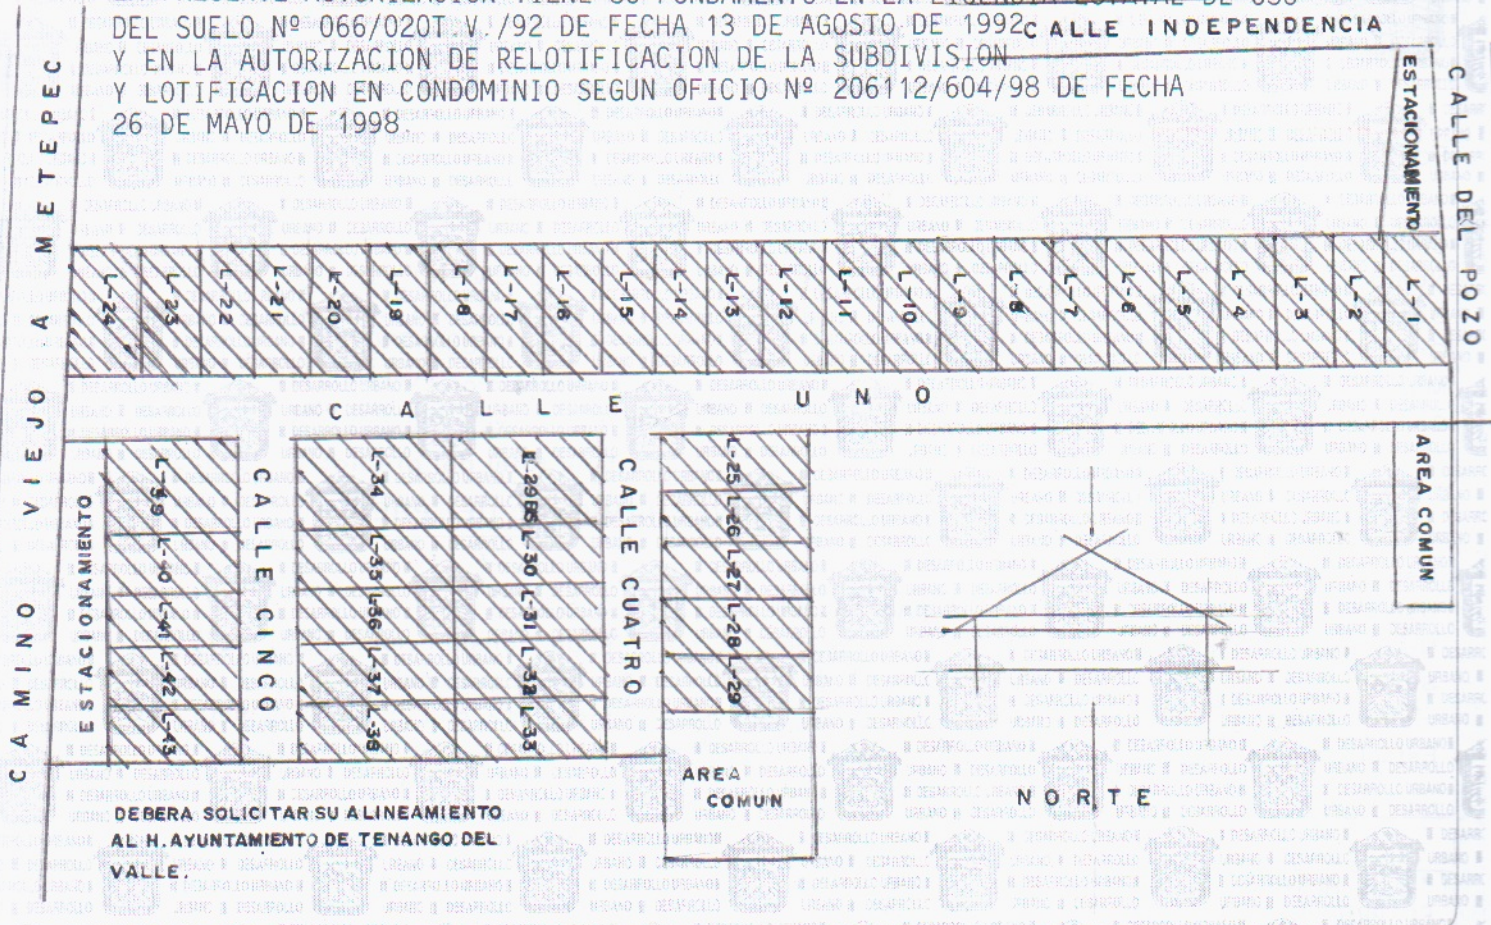 DEL SUELO Nº 066/02OT.V./92 DE FECHA 13 DE AGOSTO DE 1992
Y EN LA AUTORIZACION DE RELOTIFICACION DE LA SUBDIVISION
Y LOTIFICACION EN CONDOMINIO SEGUN OFICIO Nº 206112/604/98 DE FECHA
26 DE MAYO DE 1998.
CALLE INDEPENDENCIA
ESTACIONAMIENTO
CALLE DEL POZO
CAMINO VIEJO A METEPEC
L-24 L-23 L-22 L-21 L-20 L-19 L-18 L-17 L-16 L-15 L-14 L-13 L-12 L-11 L-10 L-9 L-8 L-7 L-6 L-5 L-4 L-3 L-2 L-1
CALLE UNO
ESTACIONAMIENTO
L-39
L-40
L-41
L-42
L-43
CALLE CINCO
L-34
L-35
L-36
L-37
L-38
L-30
L-31
L-32
L-33
CALLE CUATRO
L-25
L-26
L-27
L-28
L-29
AREA COMUN
AREA
COMUN
NORTE
DEBERA SOLICITAR SU ALINEAMIENTO
AL H. AYUNTAMIENTO DE TENANGO DEL
VALLE.